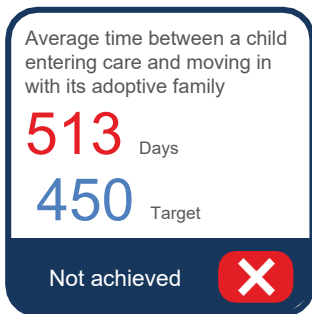 Average time between a child
entering care and moving in
with its adoptive family
513 Days
450 Target
Not achieved